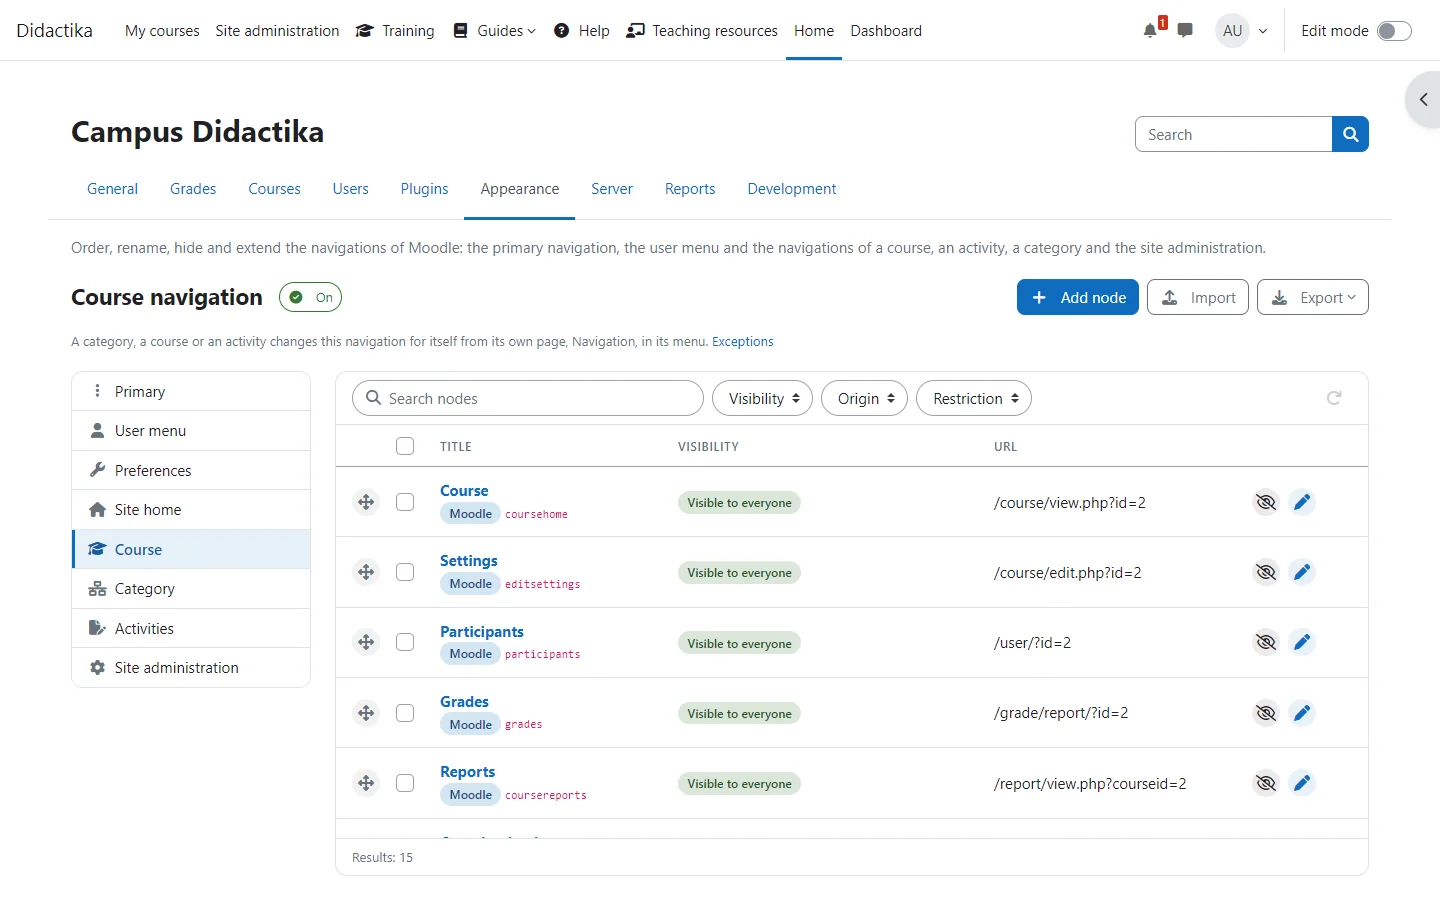 Didactika
My courses
Site administration
Training
Guides
Help
Teaching resources
Home
Dashboard
1
AU
Edit mode
Campus Didactika
Search
General
Grades
Courses
Users
Plugins
Appearance
Server
Reports
Development
Order, rename, hide and extend the navigations of Moodle: the primary navigation, the user menu and the navigations of a course, an activity, a category and the site administration.
Course navigation
On
Add node
Import
Export
A category, a course or an activity changes this navigation for itself from its own page, Navigation, in its menu. Exceptions
Primary
User menu
Preferences
Site home
Course
Category
Activities
Site administration
Search nodes
Visibility
Origin
Restriction
TITLE
VISIBILITY
URL
Course
Moodle coursehome
Visible to everyone
/course/view.php?id=2
Settings
Moodle editsettings
Visible to everyone
/course/edit.php?id=2
Participants
Moodle participants
Visible to everyone
/user/?id=2
Grades
Moodle grades
Visible to everyone
/grade/report/?id=2
Reports
Moodle coursereports
Visible to everyone
/report/view.php?courseid=2
Results: 15